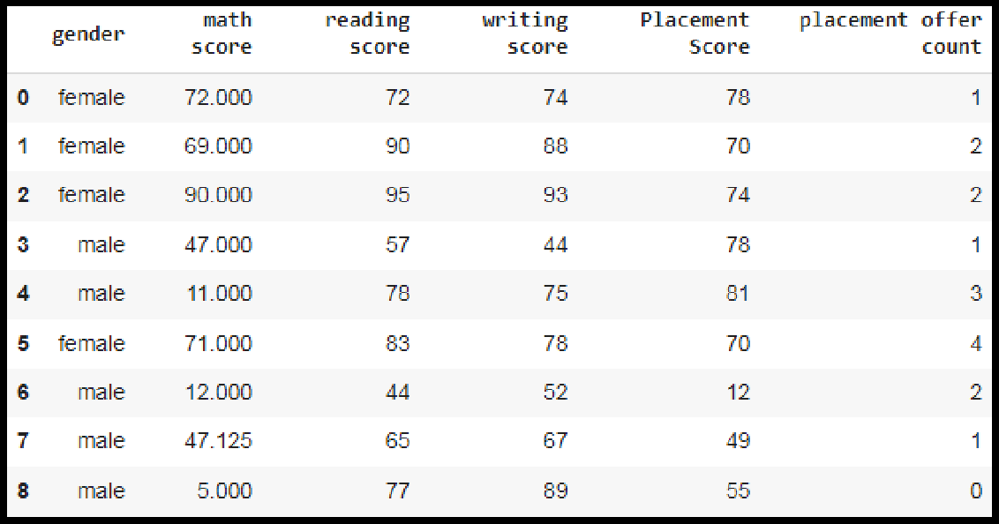 gender math score reading score writing score Placement Score placement offer count
0 female 72.000 72 74 78 1
1 female 69.000 90 88 70 2
2 female 90.000 95 93 74 2
3 male 47.000 57 44 78 1
4 male 11.000 78 75 81 3
5 female 71.000 83 78 70 4
6 male 12.000 44 52 12 2
7 male 47.125 65 67 49 1
8 male 5.000 77 89 55 0